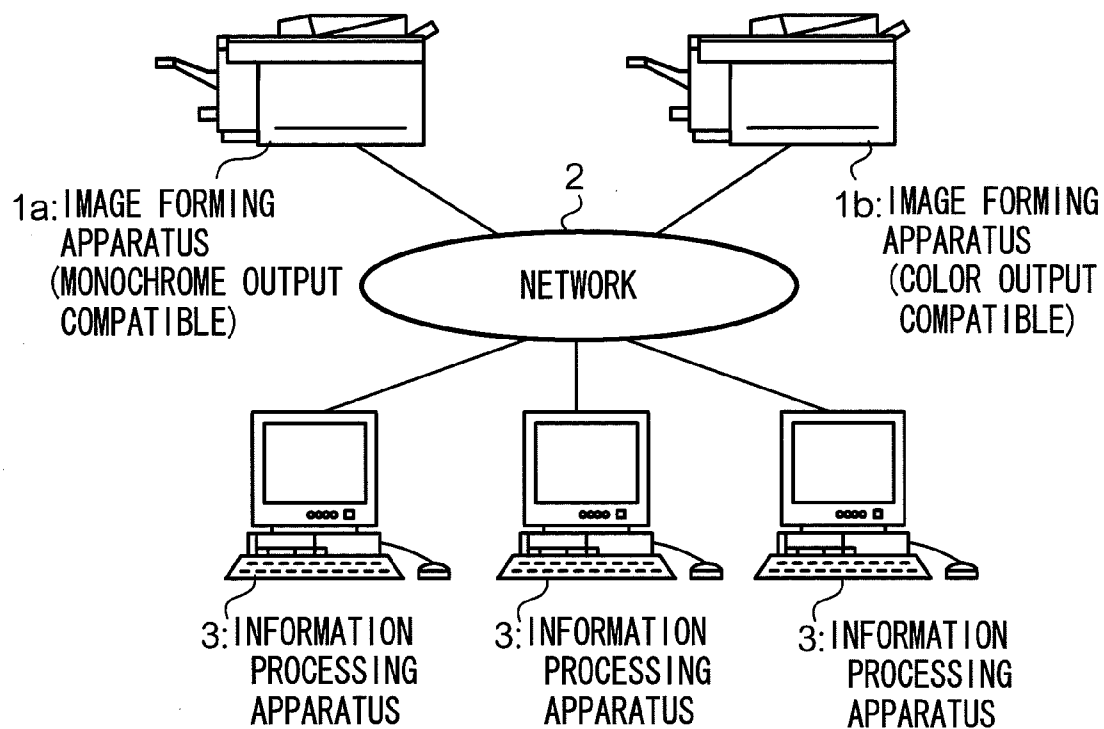 1a: IMAGE FORMING
APPARATUS
(MONOCHROME OUTPUT
COMPATIBLE)
2
NETWORK
1b: IMAGE FORMING
APPARATUS
(COLOR OUTPUT
COMPATIBLE)
3: INFORMATION
PROCESSING
APPARATUS
3: INFORMATION
PROCESSING
APPARATUS
3: INFORMATION
PROCESSING
APPARATUS